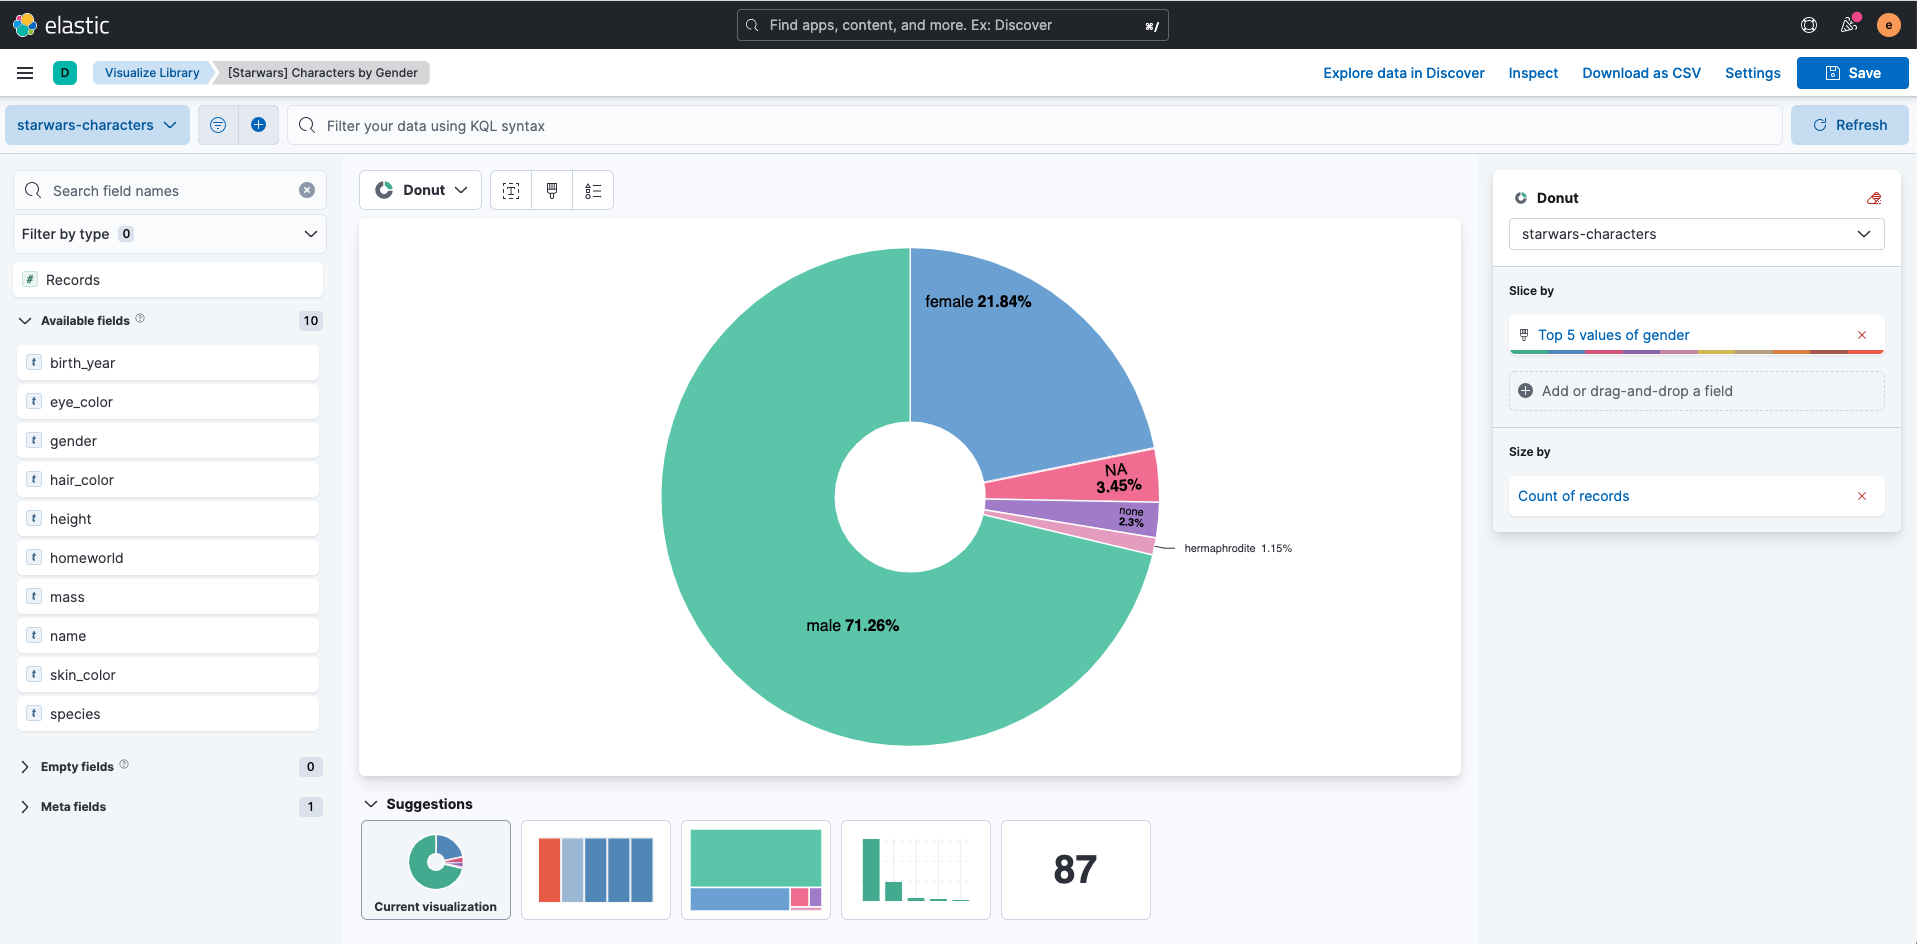 elastic
Find apps, content, and more. Ex: Discover
⌘/
e
D
Visualize Library
[Starwars] Characters by Gender
Explore data in Discover
Inspect
Download as CSV
Settings
Save
starwars-characters
Filter your data using KQL syntax
Refresh
Search field names
Filter by type 0
# Records
Available fields 10
t birth_year
t eye_color
t gender
t hair_color
t height
t homeworld
t mass
t name
t skin_color
t species
Empty fields 0
Meta fields 1
Donut
female 21.84%
NA
3.45%
none
2.3%
hermaphrodite 1.15%
male 71.26%
Suggestions
Current visualization
87
Donut
starwars-characters
Slice by
Top 5 values of gender
Add or drag-and-drop a field
Size by
Count of records